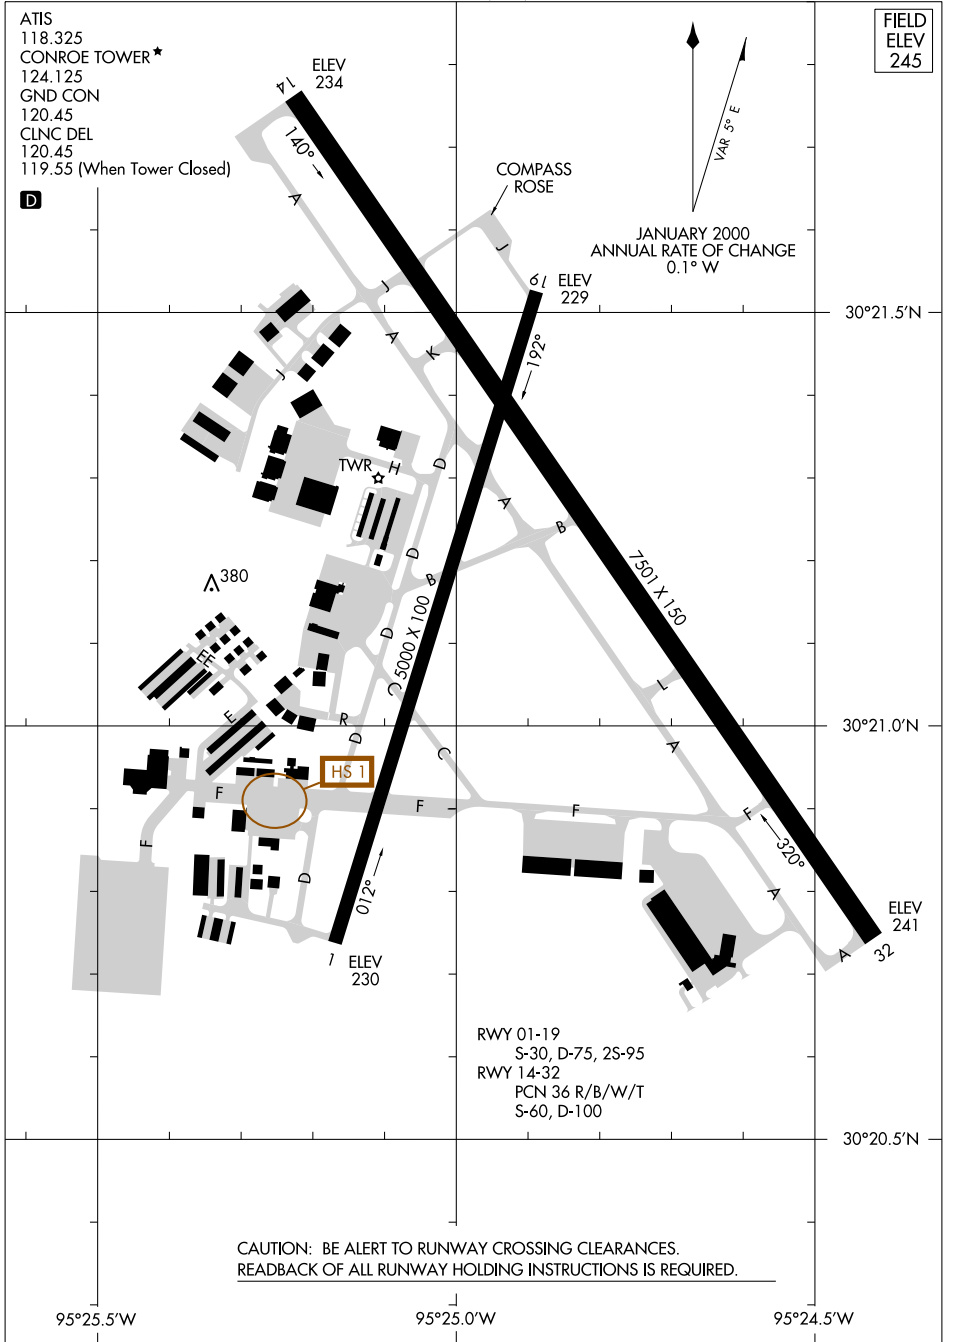 ATIS
118.325
CONROE TOWER★
124.125
GND CON
120.45
CLNC DEL
120.45
119.55 (When Tower Closed)
D
FIELD
ELEV
245
VAR 5° E
JANUARY 2000
ANNUAL RATE OF CHANGE
0.1° W
14
ELEV
234
140°
A
COMPASS
ROSE
J
19
ELEV
229
30°21.5'N
J
A
K
192°
J
TWR
H
D
A
B
D
B
7501 X 150
380
5000 X 100
D
C
EE
E
R
D
L
30°21.0'N
A
C
HS 1
F
F
F
F
F
320°
D
012°
A
A
ELEV
241
32
1
ELEV
230
RWY 01-19
S-30, D-75, 2S-95
RWY 14-32
PCN 36 R/B/W/T
S-60, D-100
30°20.5'N
CAUTION: BE ALERT TO RUNWAY CROSSING CLEARANCES.
READBACK OF ALL RUNWAY HOLDING INSTRUCTIONS IS REQUIRED.
95°25.5'W
95°25.0'W
95°24.5'W